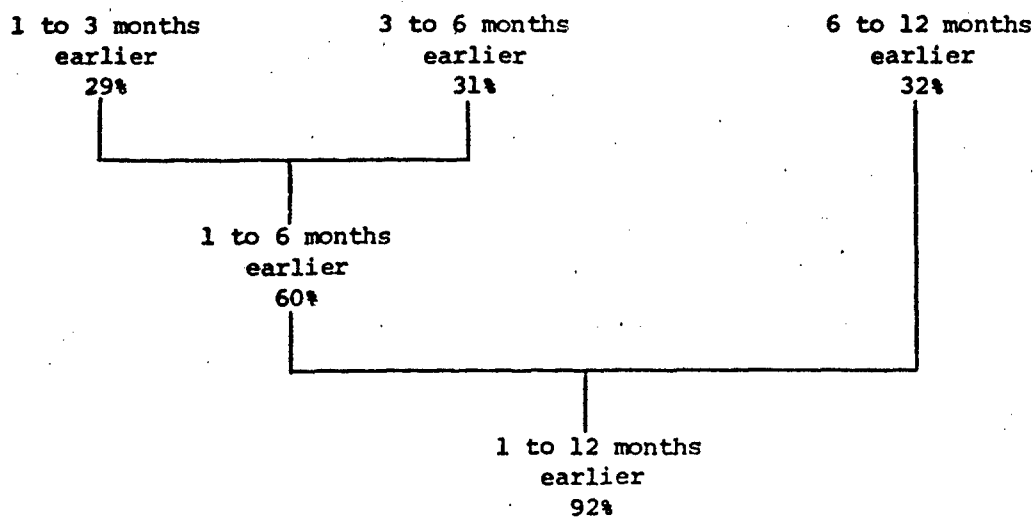 1 to 3 months
earlier
29%
3 to 6 months
earlier
31%
6 to 12 months
earlier
32%
1 to 6 months
earlier
60%
1 to 12 months
earlier
92%